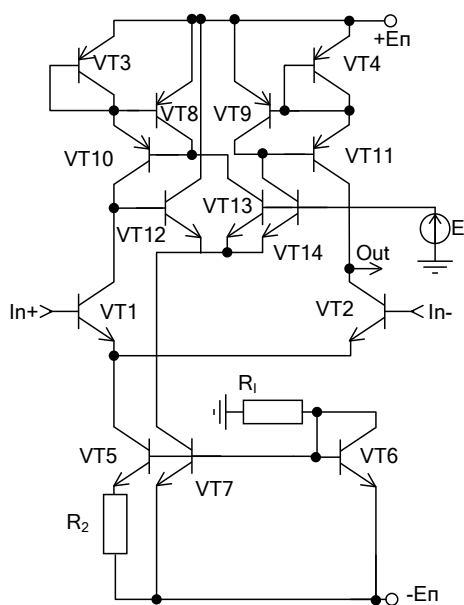 +Eп
VT3
VT4
VT8
VT9
VT10
VT11
VT12
VT13
E
VT14
Out
In+
VT1
VT2
In-
R₁
VT5
VT6
VT7
R₂
-Eп